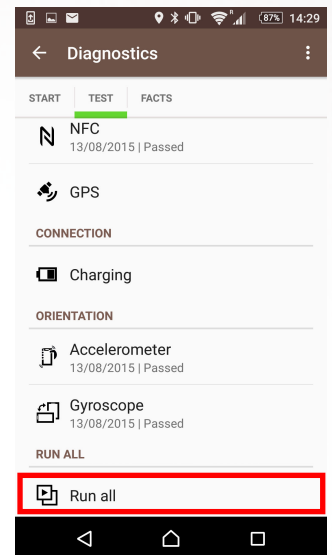 R 87% 14:29
Diagnostics
START TEST FACTS
NFC
13/08/2015 | Passed
GPS
CONNECTION
Charging
ORIENTATION
Accelerometer
13/08/2015 | Passed
Gyroscope
13/08/2015 | Passed
RUN ALL
Run all